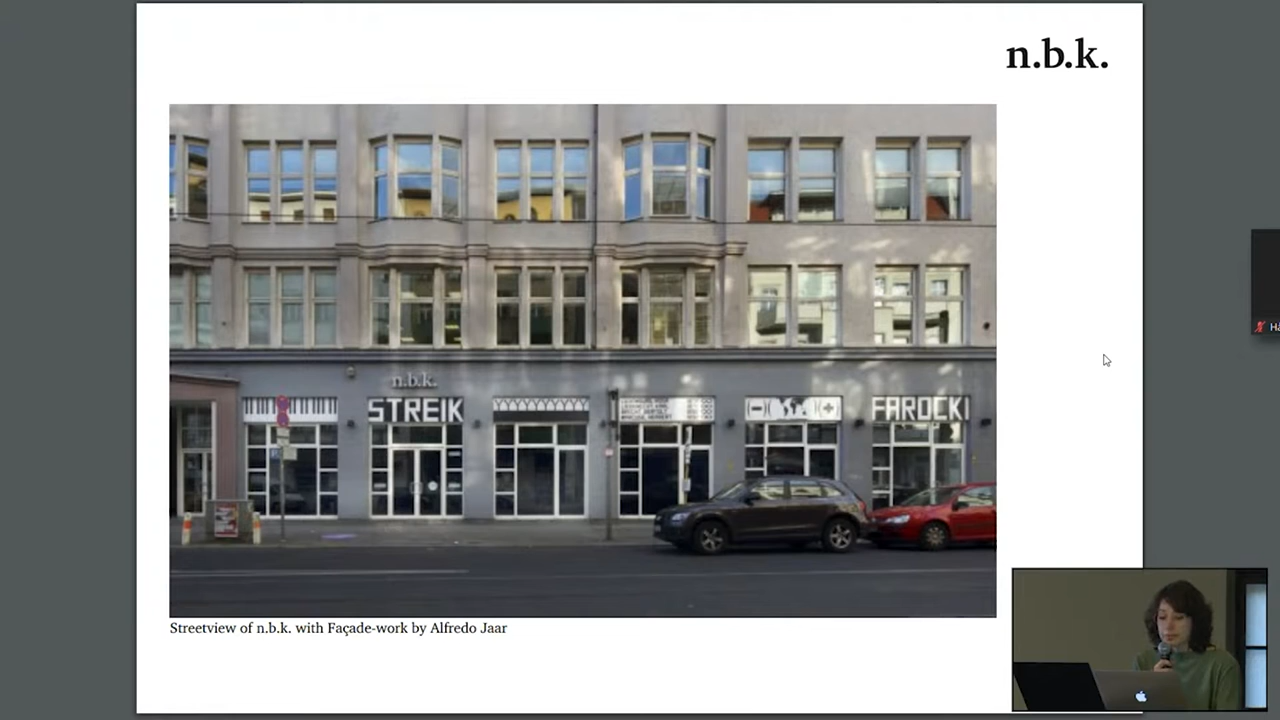 n.b.k.
n.b.k.
STREIK
FAROCKI
Streetview of n.b.k. with Façade-work by Alfredo Jaar